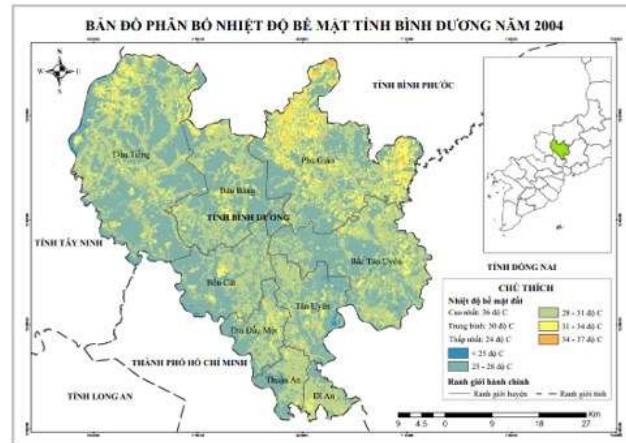 BẢN ĐỒ PHÂN BỐ NHIỆT ĐỘ BỀ MẶT TỈNH BÌNH DƯƠNG NĂM 2004
N
W
E
S
TỈNH BÌNH PHƯỚC
Dầu Tiếng
Phú Giáo
Bàu Bàng
TỈNH BÌNH DƯƠNG
TỈNH TÂY NINH
Bắc Tân Uyên
TỈNH ĐỒNG NAI
Bến Cát
Tân Uyên
CHÚ THÍCH
Nhiệt độ bề mặt đất
Cao nhất: 36 độ C
Trung bình: 30 độ C
Thấp nhất: 24 độ C
< 25 độ C
25 - 28 độ C
28 - 31 độ C
31 - 34 độ C
34 - 37 độ C
Ranh giới hành chính
Ranh giới huyện
Ranh giới tỉnh
Thủ Dầu Một
THÀNH PHỐ HỒ CHÍ MINH
Thuận An
Dĩ An
TỈNH LONG AN
9 4.5 0 9 18 27
Km